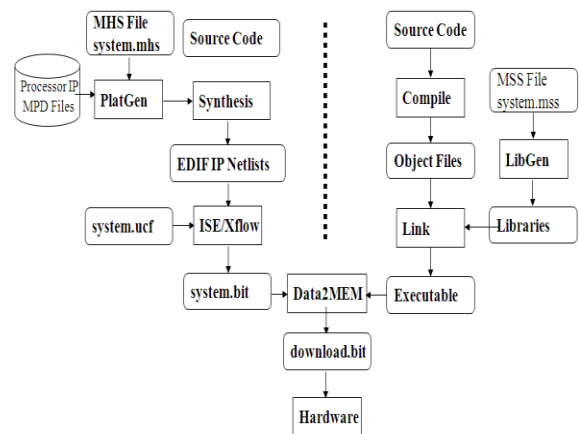 MHS File
system.mhs
Source Code
Processor IP
MPD Files
PlatGen
Synthesis
EDIF IP Netlists
system.ucf
ISE/Xflow
system.bit
Data2MEM
download.bit
Hardware
Source Code
Compile
MSS File
system.mss
Object Files
LibGen
Link
Libraries
Executable